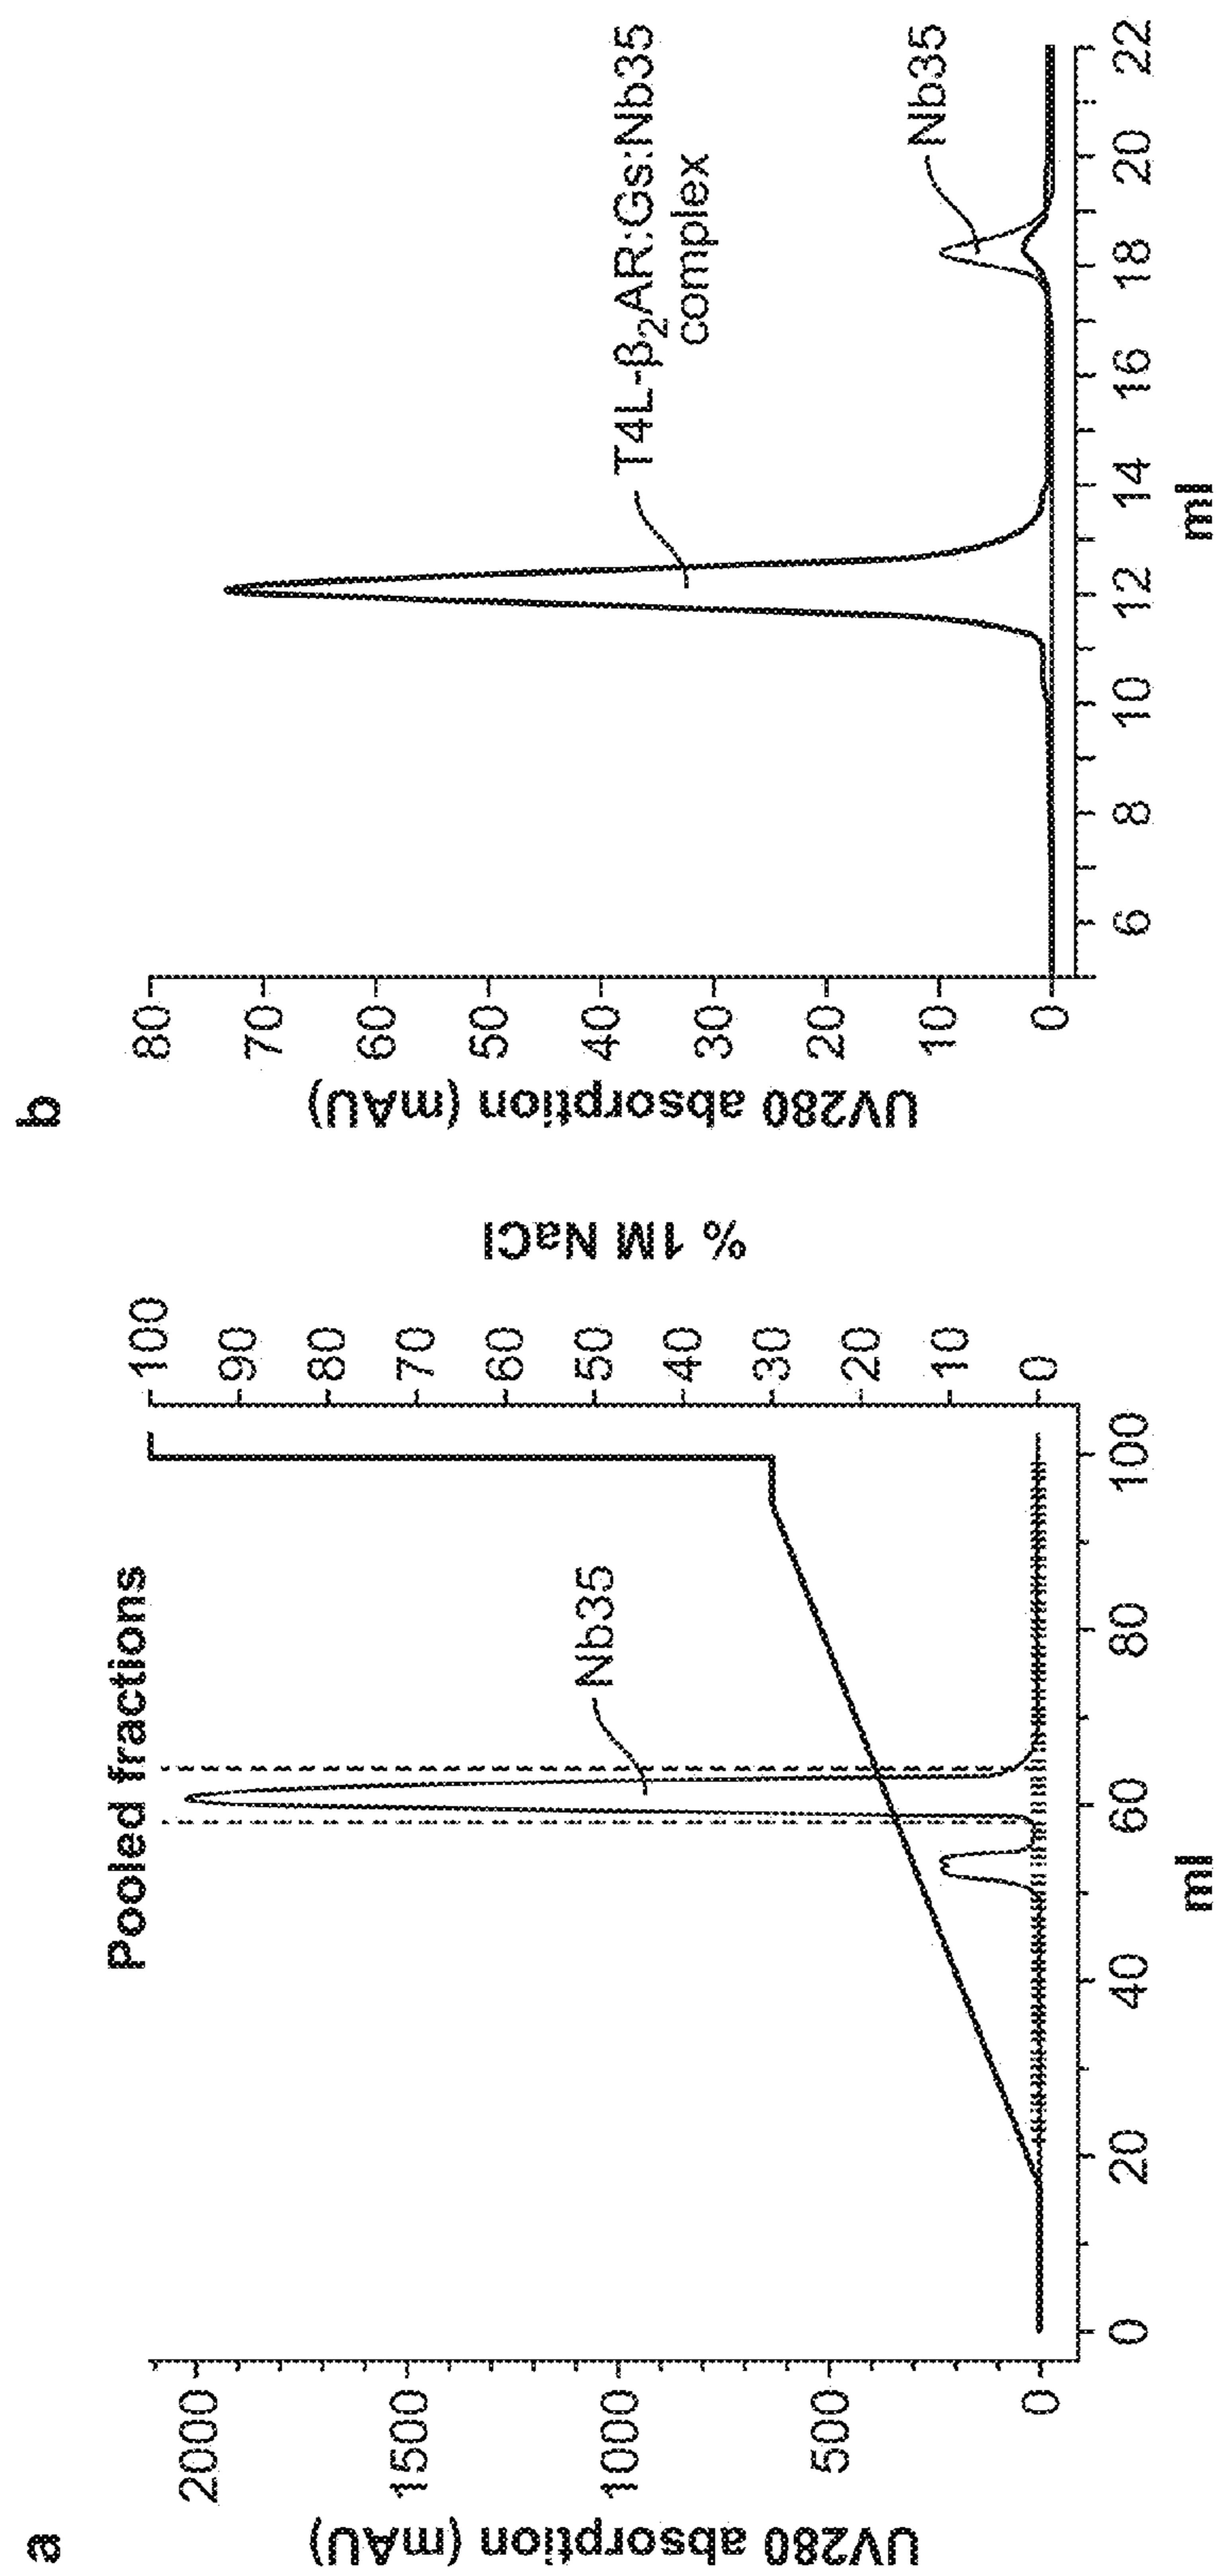 a
Pooled fractions
UV280 absorption (mAU)
2000
1500
1000
500
0
Nb35
100
90
80
70
60
50
40
30
20
10
0
% 1M NaCl
0 20 40 60 80 100
ml
b
UV280 absorption (mAU)
80
70
60
50
40
30
20
10
0
T4L-β₂AR:Gs:Nb35
complex
Nb35
6 8 10 12 14 16 18 20 22
ml